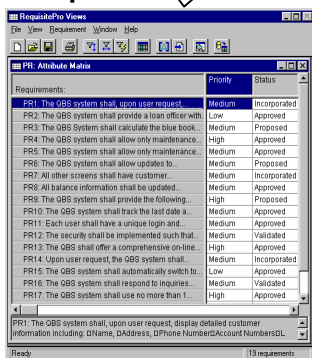 RequisitePro Views
File View Requirement Window Help
PR: Attribute Matrix
Requirements: Priority Status
PR1: The QBS system shall, upon user request,... Medium Incorporated
PR2: The QBS system shall provide a loan officer with. Low Approved
PR3: The QBS System shall calculate the blue book... Medium Proposed
PR4: The QBS system shall allow only maintenance... High Approved
PR5: The QBS system shall allow only maintenance... Medium Approved
PR6: The QBS system shall allow updates to... Medium Proposed
PR7: All other screens shall have customer... Medium Incorporated
PR8: All balance information shall be updated... Medium Approved
PR9: The QBS system shall provide the following... High Proposed
PR10: The QBS system shall track the last date a... Medium Approved
PR11: Each user shall have a unique login and... Medium Approved
PR12: The security shall be implemented such that... Medium Validated
PR13: The QBS shall offer a comprehensive on-line... High Approved
PR14: Upon user request, the QBS system shall... Medium Incorporated
PR15: The QBS system shall automatically switch to... Low Approved
PR16: The QBS system shall respond to inquiries... Medium Validated
PR17: The QBS system shall use no more than 1... High Approved
PR1: The QBS system shall, upon user request, display detailed customer
information including: □Name, □Address, □Phone Number□Account Numbers□L
Ready 19 requirements